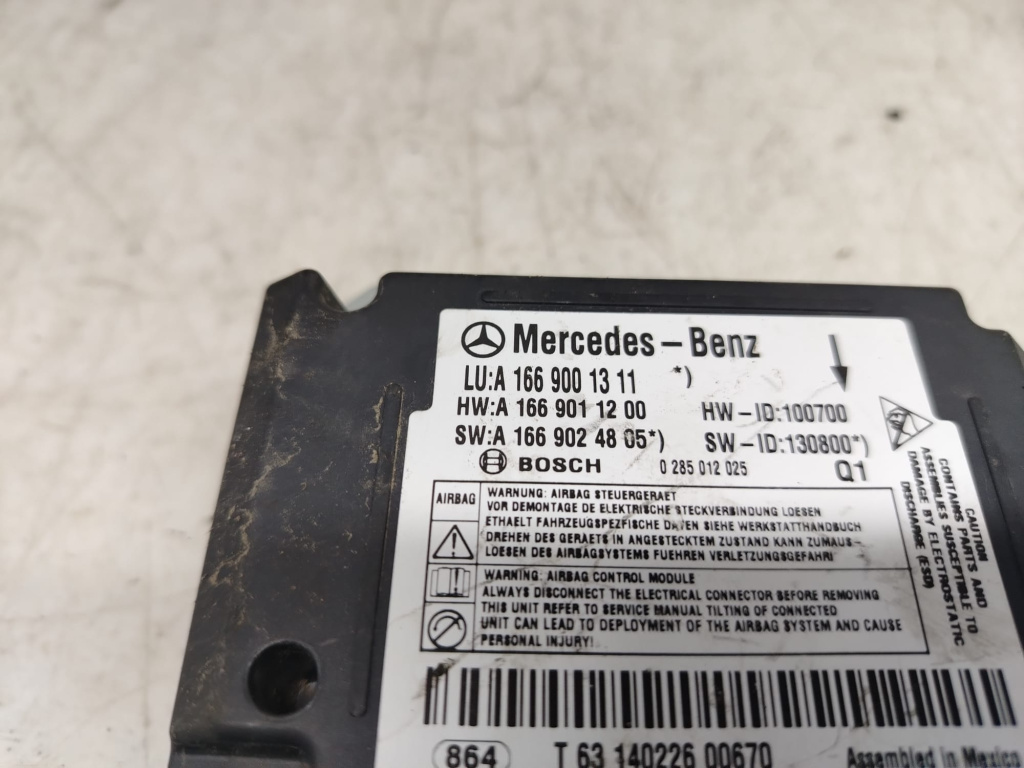 Mercedes-Benz
LU:A 166 900 13 11 *)
HW:A 166 901 12 00 HW-ID:100700
SW:A 166 902 48 05*) SW-ID:130800*)
BOSCH 0 285 012 025 Q1
CAUTION
CONTAINS PARTS AND
ASSEMBLIES SUSCEPTIBLE TO
DAMAGE BY ELECTROSTATIC
DISCHARGE (ESD)
AIRBAG
WARNUNG: AIRBAG STEUERGERAET
VOR DEMONTAGE DE ELEKTRISCHE STECKVERBINDUNG LOESEN
ETHAELT FAHRZEUGSPEZFISCHE DATEN SIEHE WERKSTATTHANDBUCH
DREHEN DES GERAETS IN ANGESTECKTEM ZUSTAND KANN ZUMAUS-
LOESEN DES AIRBAGSYSTEMS FUEHREN VERLETZUNGSGEFAHR!
WARNING: AIRBAG CONTROL MODULE
ALWAYS DISCONNECT THE ELECTRICAL CONNECTOR BEFORE REMOVING
THIS UNIT REFER TO SERVICE MANUAL TILTING OF CONNECTED
UNIT CAN LEAD TO DEPLOYMENT OF THE AIRBAG SYSTEM AND CAUSE
PERSONAL INJURY!
864 T 63 140226 00670 Assembled in Mexico